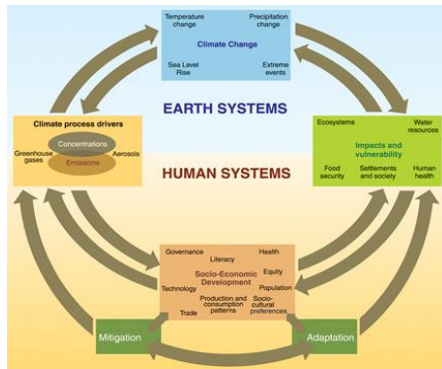 Temperature change
Precipitation change
Climate Change
Sea Level Rise
Extreme events
EARTH SYSTEMS
Climate process drivers
Concentrations
Greenhouse gases
Aerosols
Emissions
Ecosystems
Water resources
Impacts and vulnerability
Food security
Settlements and society
Human health
HUMAN SYSTEMS
Governance
Literacy
Health
Socio-Economic Development
Equity
Technology
Population
Production and consumption patterns
Socio-cultural preferences
Trade
Mitigation
Adaptation